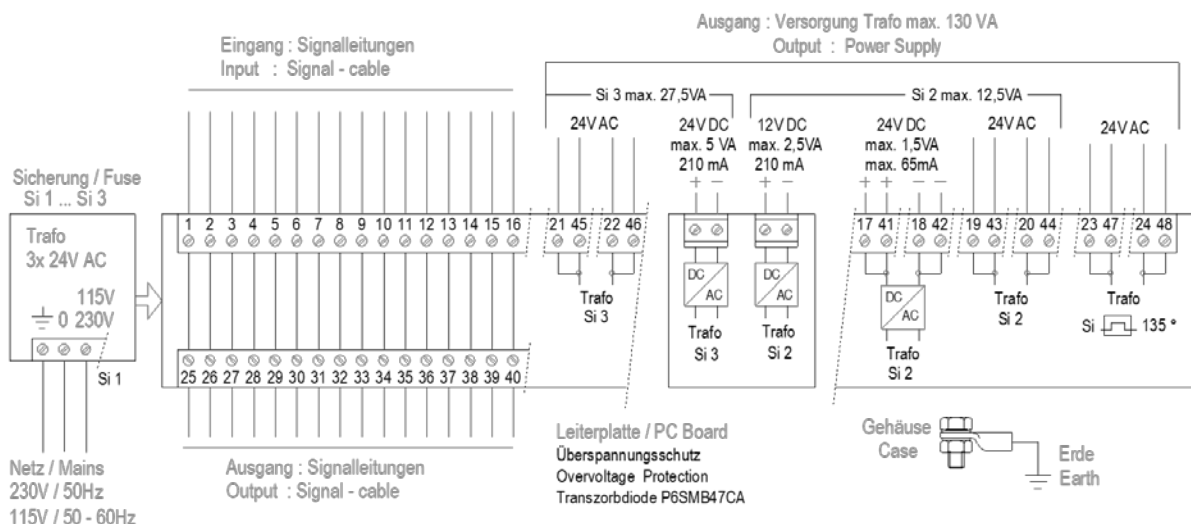 Ausgang : Versorgung Trafo max. 130 VA
Output : Power Supply
Eingang : Signalleitungen
Input : Signal - cable
Si 3 max. 27,5VA
Si 2 max. 12,5VA
24V AC
24V DC
max. 5 VA
210 mA
+ −
12V DC
max. 2,5VA
210 mA
+ −
24V DC
max. 1,5VA
max. 65mA
+ + − −
24V AC
24V AC
Sicherung / Fuse
Si 1 ... Si 3
Trafo
3x 24V AC
115V
0 230V
Si 1
1 2 3 4 5 6 7 8 9 10 11 12 13 14 15 16
21 45 22 46
17 41 18 42 19 43 20 44 23 47 24 48
Trafo
Si 3
DC
AC
Trafo
Si 3
DC
AC
Trafo
Si 2
DC
AC
Trafo
Si 2
Trafo
Si 2
Trafo
Si 135 °
25 26 27 28 29 30 31 32 33 34 35 36 37 38 39 40
Netz / Mains
230V / 50Hz
115V / 50 - 60Hz
Ausgang : Signalleitungen
Output : Signal - cable
Leiterplatte / PC Board
Überspannungsschutz
Overvoltage Protection
Transzorbdiode P6SMB47CA
Gehäuse
Case
Erde
Earth